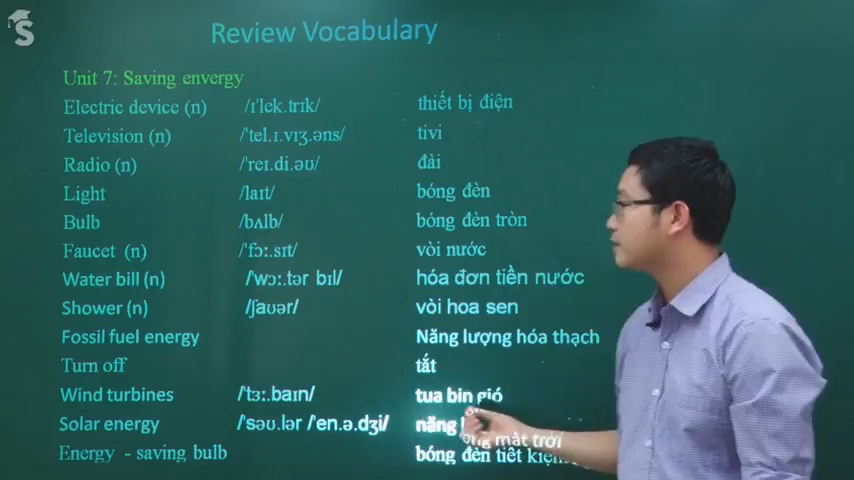 S
Review Vocabulary
Unit 7: Saving envergy
Electric device (n) /ɪˈlek.trɪk/ thiết bị điện
Television (n) /ˈtel.ɪ.vɪʒ.əns/ tivi
Radio (n) /ˈreɪ.di.əʊ/ đài
Light /laɪt/ bóng đèn
Bulb /bʌlb/ bóng đèn tròn
Faucet (n) /ˈfɔː.sɪt/ vòi nước
Water bill (n) /ˈwɔː.tər bɪl/ hóa đơn tiền nước
Shower (n) /ʃaʊər/ vòi hoa sen
Fossil fuel energy Năng lượng hóa thạch
Turn off tắt
Wind turbines /ˈtɜː.baɪn/ tua bin gió
Solar energy /ˈsəʊ.lər /ˈen.ə.dʒi/ năng mặt trời
Energy - saving bulb bóng đèn tiết kiệm